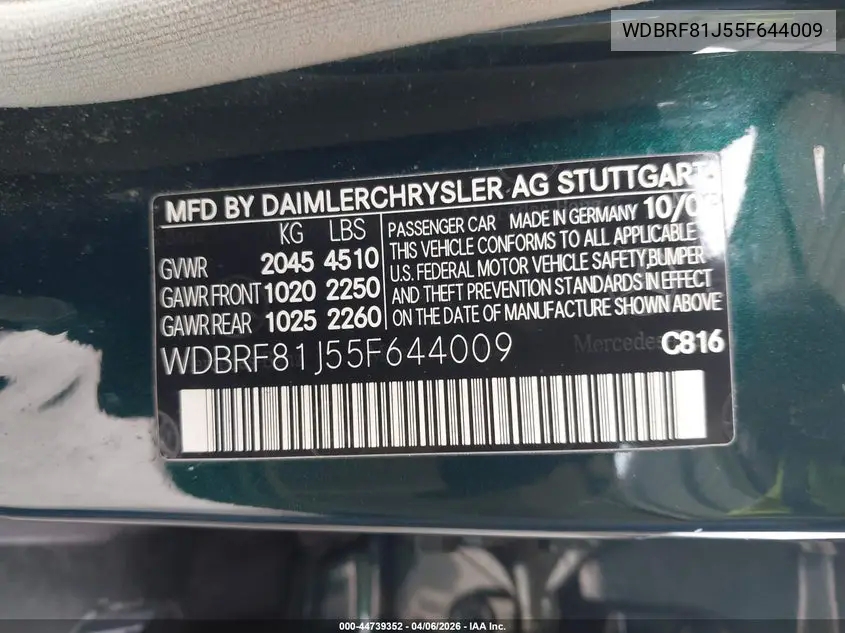 WDBRF81J55F644009
MFD BY DAIMLERCHRYSLER AG STUTTGART
KG LBS
GVWR 2045 4510
GAWR FRONT 1020 2250
GAWR REAR 1025 2260
PASSENGER CAR MADE IN GERMANY
THIS VEHICLE CONFORMS TO ALL APPLICABLE
U.S. FEDERAL MOTOR VEHICLE SAFETY, BUMPER
AND THEFT PREVENTION STANDARDS IN EFFECT
ON THE DATE OF MANUFACTURE SHOWN ABOVE
WDBRF81J55F644009
C816
000-44739352 - 04/06/2026 - IAA Inc.